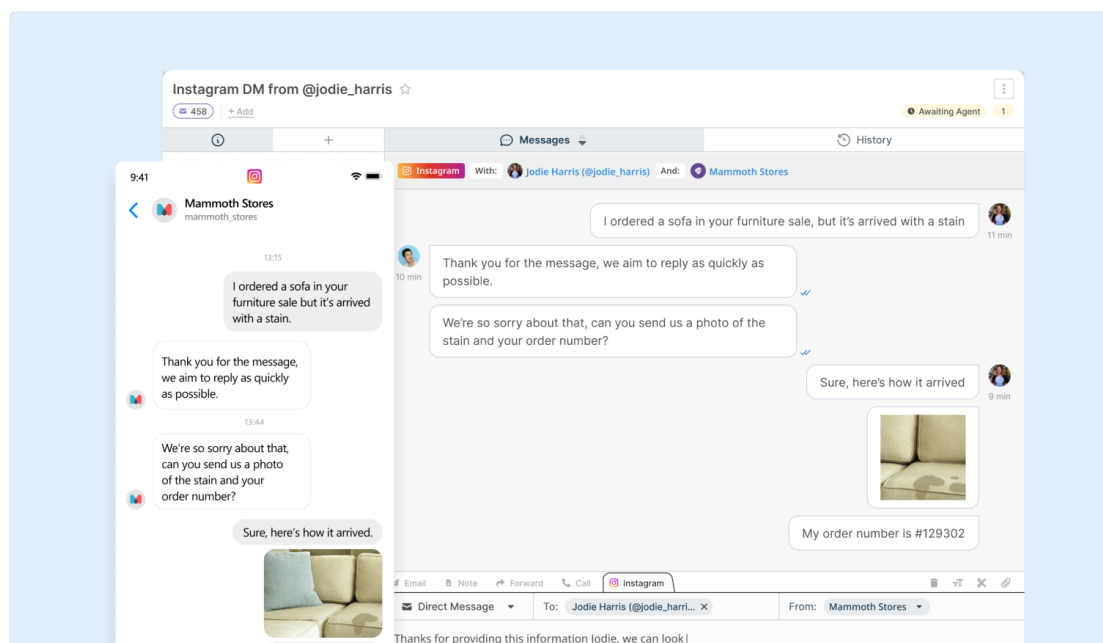 Instagram DM from @jodie_harris
458
+ Add
Awaiting Agent
1
Messages
History
Instagram
With:
Jodie Harris (@jodie_harris)
And:
Mammoth Stores
I ordered a sofa in your furniture sale, but it's arrived with a stain
11 min
10 min
Thank you for the message, we aim to reply as quickly as
possible.
We're so sorry about that, can you send us a photo of the
stain and your order number?
Sure, here's how it arrived
9 min
My order number is #129302
Email
Note
Forward
Call
Instagram
Direct Message
To:
Jodie Harris (@jodie_harri...
From:
Mammoth Stores
Thanks for providing this information Jodie, we can look
9:41
Mammoth Stores
mammoth_stores
13:15
I ordered a sofa in your
furniture sale but it's arrived
with a stain.
Thank you for the message,
we aim to reply as quickly
as possible.
13:44
We're so sorry about that,
can you send us a photo
of the stain and your
order number?
Sure, here's how it arrived.